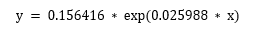 y = 0.156416 * exp(0.025988 * x)